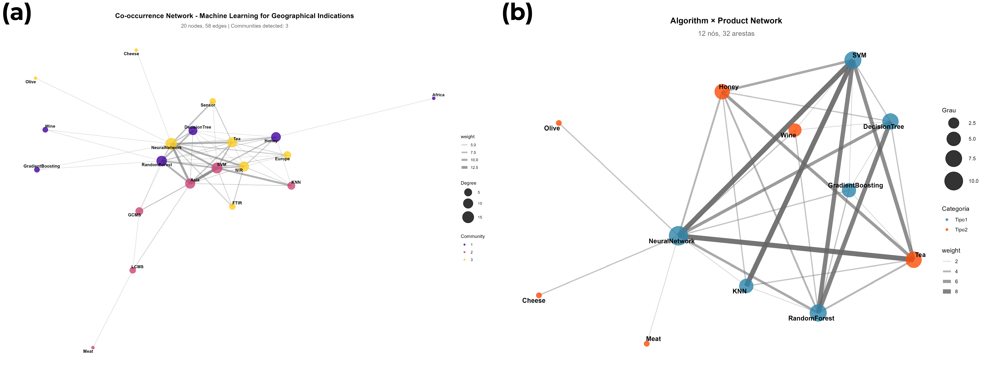 (a)
Co-occurrence Network - Machine Learning for Geographical Indications
20 nodes, 58 edges | Communities detected: 3
Cheese
Olive
Africa
Sensor
Wine
DecisionTree
Tea
Honey
NeuralNetwork
Europe
RandomForest
GradientBoosting
SVM
NIR
Asia
KNN
FTIR
GCMS
LCMS
Meat
weight
5.0
7.5
10.0
12.5
Degree
5
10
15
Community
1
2
3
(b)
Algorithm × Product Network
12 nós, 32 arestas
SVM
Honey
Olive
DecisionTree
Wine
GradientBoosting
NeuralNetwork
Tea
KNN
Cheese
RandomForest
Meat
Grau
2.5
5.0
7.5
10.0
Categoria
Tipo1
Tipo2
weight
2
4
6
8